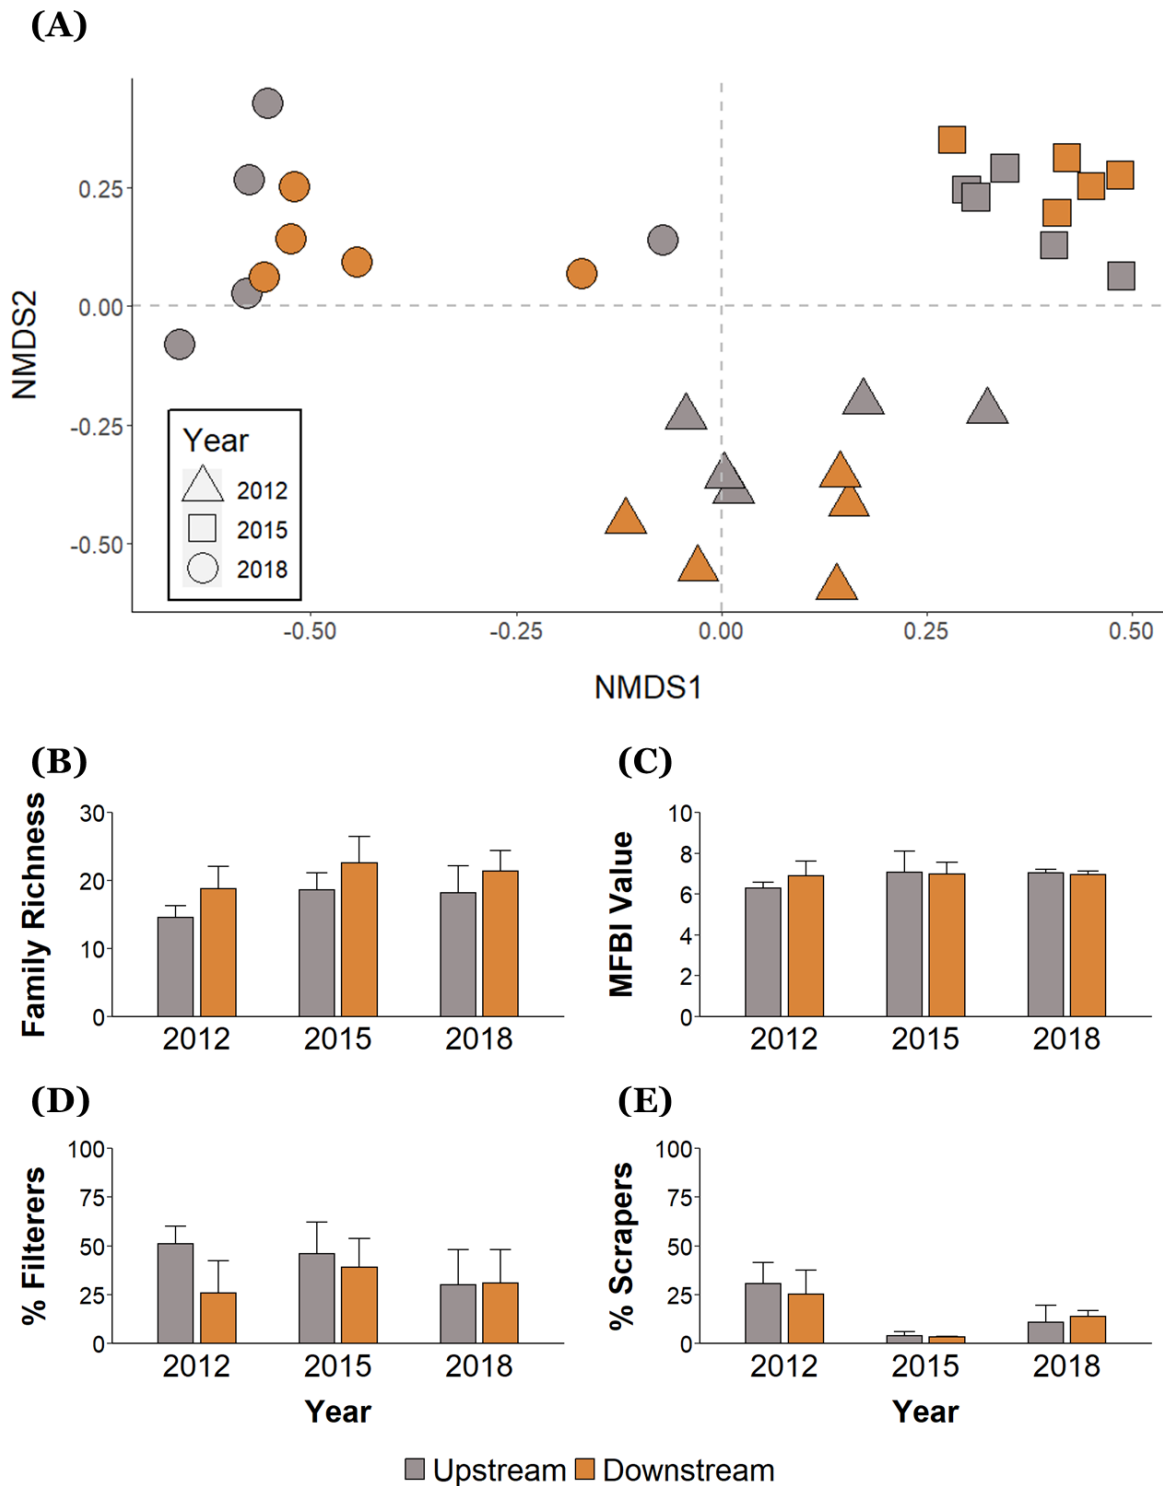 (A)
0.25
0.00
-0.25
-0.50
NMDS2
Year
2012
2015
2018
-0.50 -0.25 0.00 0.25 0.50
NMDS1
(B)
Family Richness
30
20
10
0
2012 2015 2018
(C)
MFBI Value
10
8
6
4
2
0
2012 2015 2018
(D)
% Filterers
100
75
50
25
0
2012 2015 2018
Year
(E)
% Scrapers
100
75
50
25
0
2012 2015 2018
Year
Upstream Downstream